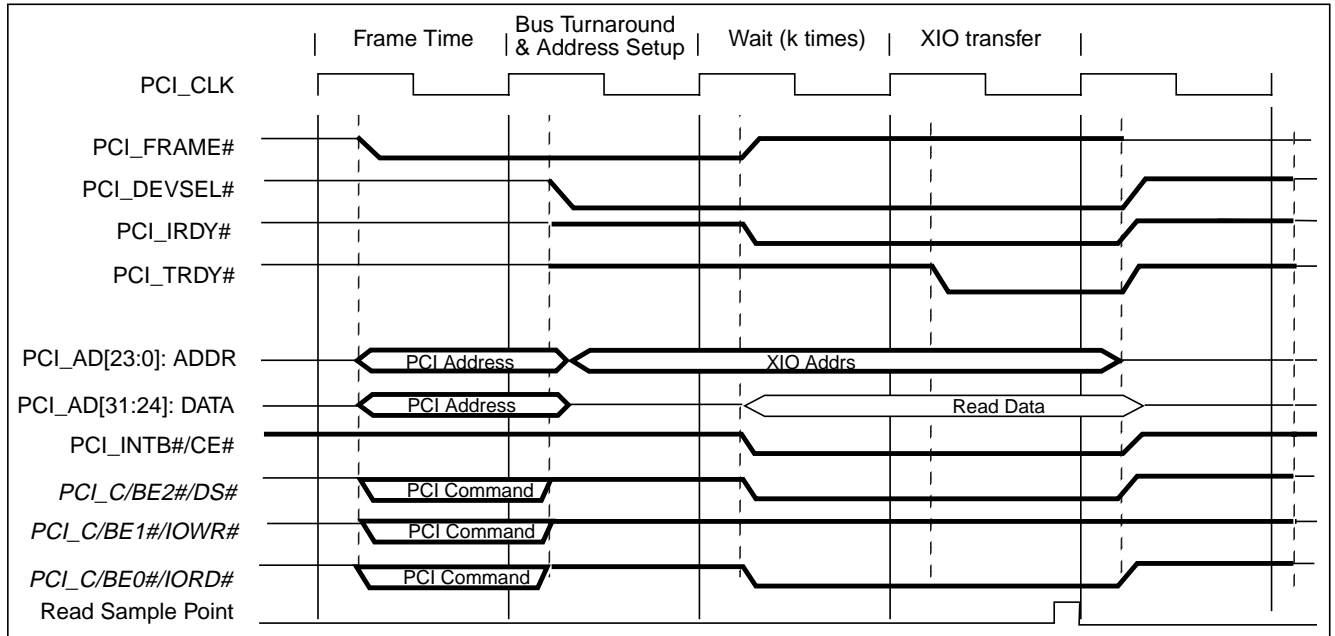 Frame Time
Bus Turnaround
& Address Setup
Wait (k times)
XIO transfer
PCI_CLK
PCI_FRAME#
PCI_DEVSEL#
PCI_IRDY#
PCI_TRDY#
PCI_AD[23:0]: ADDR
PCI Address
XIO Addrs
PCI_AD[31:24]: DATA
PCI Address
Read Data
PCI_INTB#/CE#
PCI_C/BE2#/DS#
PCI Command
PCI_C/BE1#/IOWR#
PCI Command
PCI_C/BE0#/IORD#
PCI Command
Read Sample Point